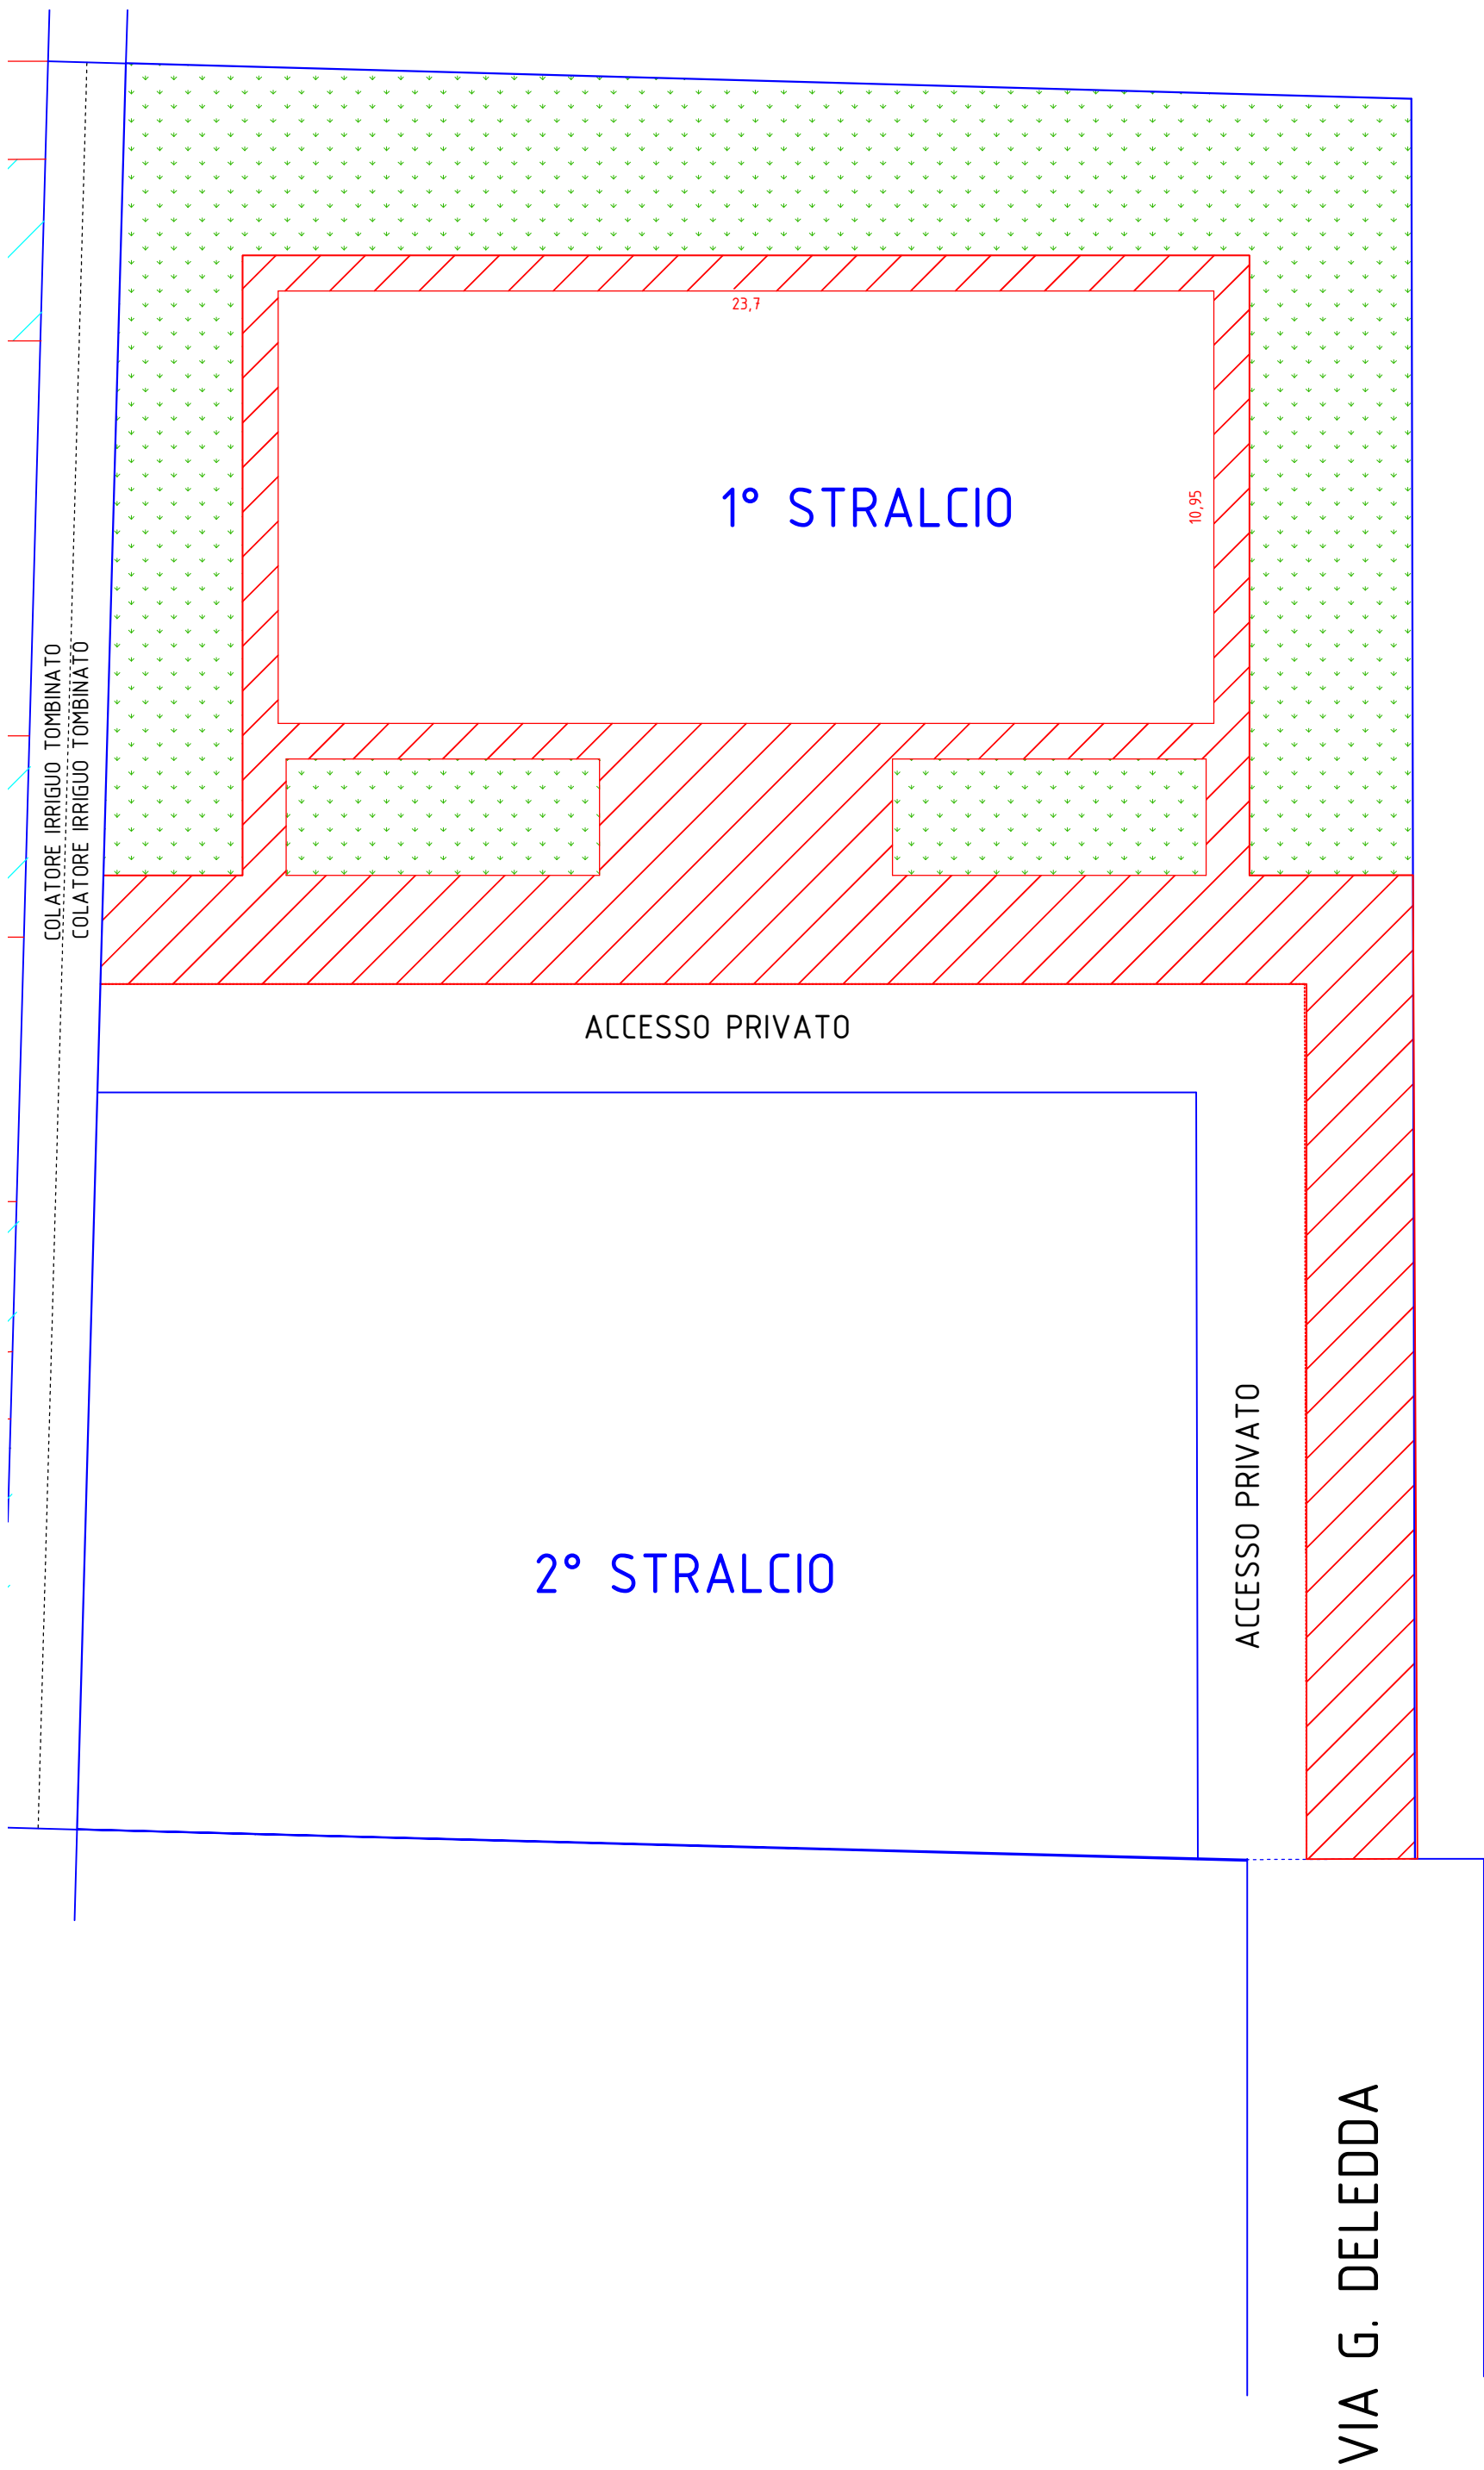 23,7
1° STRALCIO
10,95
COLATORE IRRIGUO TOMBINATO
COLATORE IRRIGUO TOMBINATO
ACCESSO PRIVATO
ACCESSO PRIVATO
2° STRALCIO
VIA G. DELEDDA